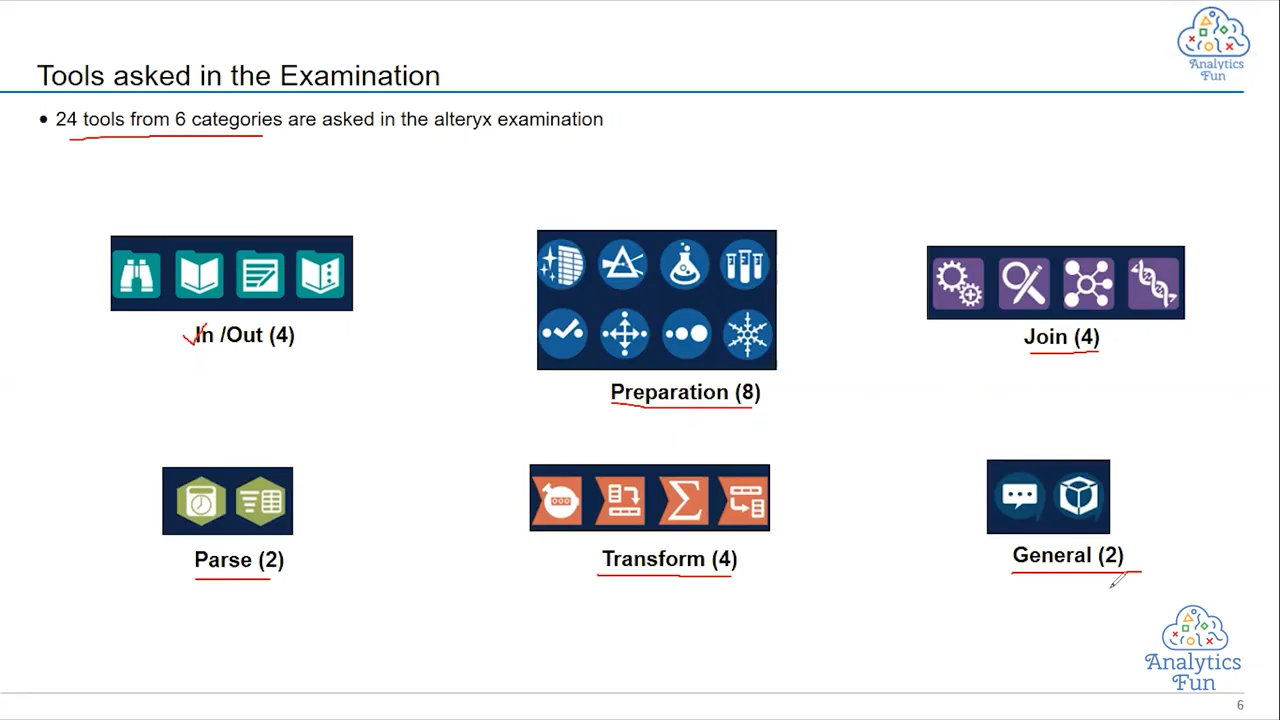 Analytics
Fun
Tools asked in the Examination
• 24 tools from 6 categories are asked in the alteryx examination
In /Out (4)
Preparation (8)
Join (4)
Parse (2)
Transform (4)
General (2)
Analytics
Fun
6